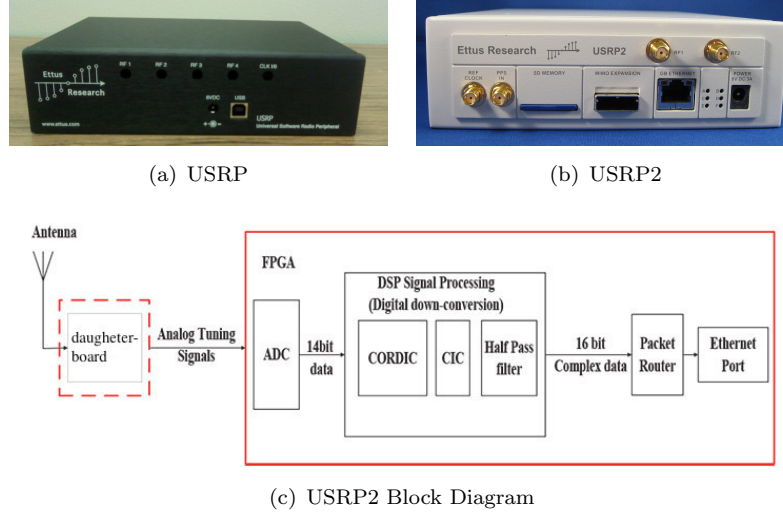 Ettus
Research
www.ettus.com
RF 1 RF 2 RF 3 RF 4 CLK I/0
6VDC USB
USRP
Universal Software Radio Peripheral
Ettus Research USRP2 RF1 RF2
REF CLOCK PPS IN SD MEMORY MIMO EXPANSION GB ETHERNET POWER
(a) USRP
(b) USRP2
Antenna
daugheter-
board
Analog Tuning
Signals
FPGA
ADC
14bit
data
DSP Signal Processing
(Digital down-conversion)
CORDIC
CIC
Half Pass
filter
16 bit
Complex data
Packet
Router
Ethernet
Port
(c) USRP2 Block Diagram